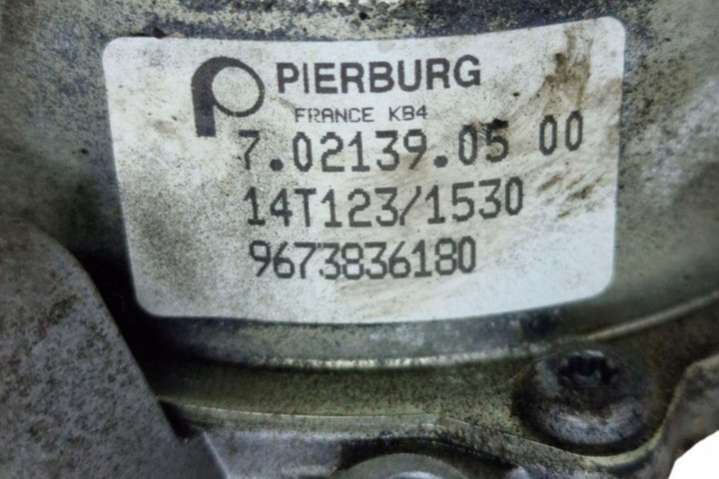 PIERBURG
FRANCE KB4
7.02139.05 00
14T123/1530
9673836180